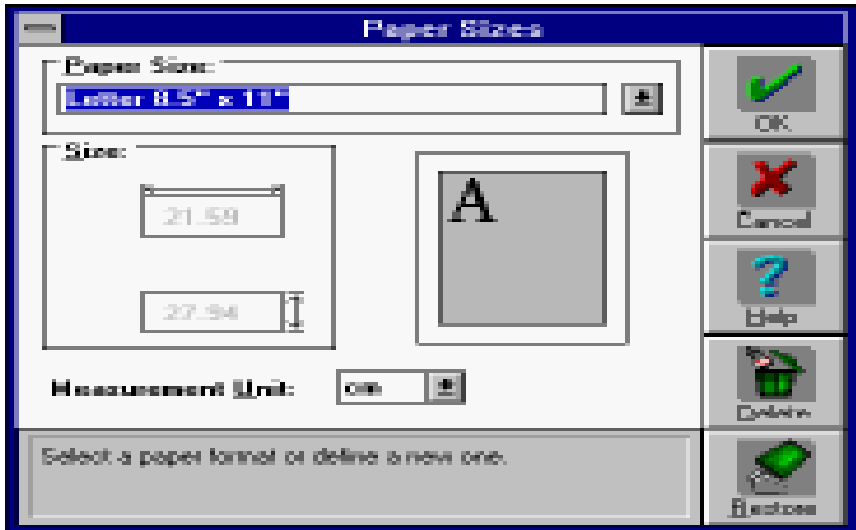 Paper Sizes
Paper Size:
Letter 8.5" x 11"
OK
Size:
A
21.59
Cancel
27.94
Help
Measurement Unit:
cm
Delete
Select a paper format or define a new one.
Restore